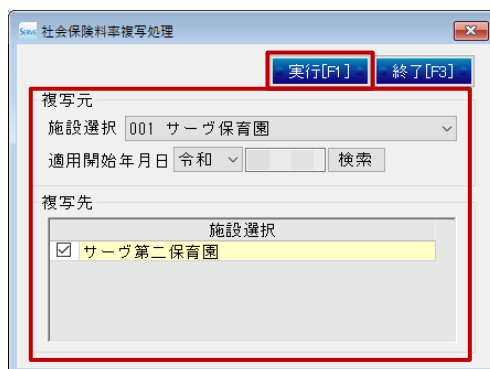 Serve 社会保険料率複写処理
実行[F1] 終了[F3]
複写元
施設選択 001 サーヴ保育園
適用開始年月日 令和 検索
複写先
施設選択
サーヴ第二保育園